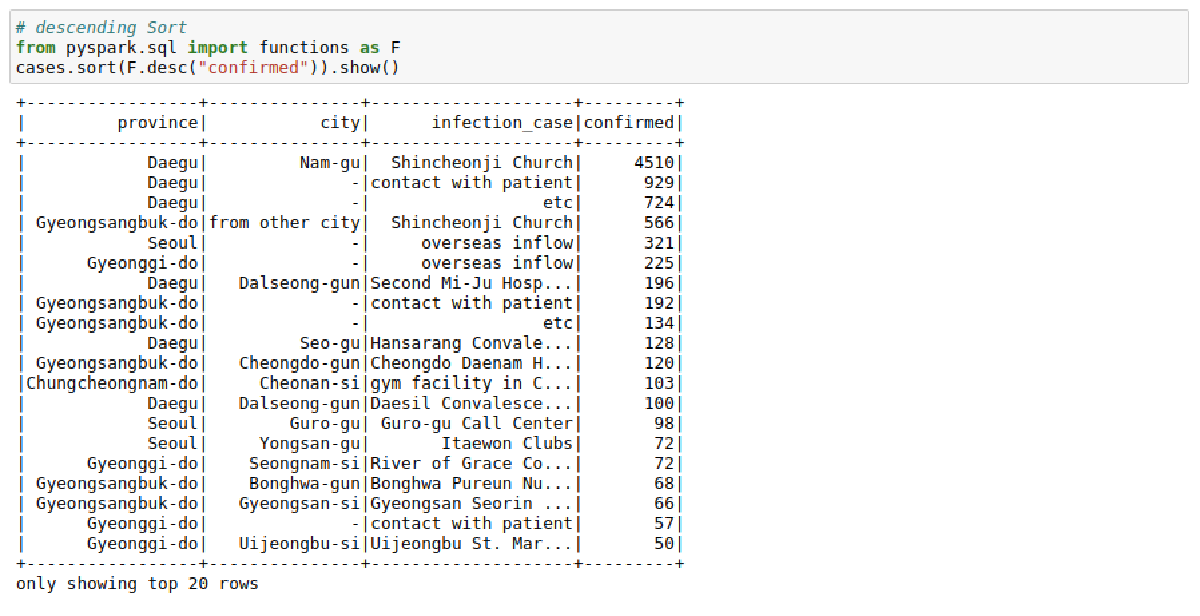 # descending Sort
from pyspark.sql import functions as F
cases.sort(F.desc("confirmed")).show()
+-----------------+---------------+--------------------+---------+
|         province|           city|      infection_case|confirmed|
+-----------------+---------------+--------------------+---------+
|            Daegu|         Nam-gu|  Shincheonji Church|     4510|
|            Daegu|              -|contact with patient|      929|
|            Daegu|              -|                 etc|      724|
| Gyeongsangbuk-do|from other city|  Shincheonji Church|      566|
|            Seoul|              -|     overseas inflow|      321|
|      Gyeonggi-do|              -|     overseas inflow|      225|
|            Daegu|   Dalseong-gun|Second Mi-Ju Hosp...|      196|
| Gyeongsangbuk-do|              -|contact with patient|      192|
| Gyeongsangbuk-do|              -|                 etc|      134|
|            Daegu|         Seo-gu|Hansarang Convale...|      128|
| Gyeongsangbuk-do|   Cheongdo-gun|Cheongdo Daenam H...|      120|
|Chungcheongnam-do|     Cheonan-si|gym facility in C...|      103|
|            Daegu|   Dalseong-gun|Daesil Convalesce...|      100|
|            Seoul|        Guro-gu| Guro-gu Call Center|       98|
|            Seoul|     Yongsan-gu|       Itaewon Clubs|       72|
|      Gyeonggi-do|    Seongnam-si|River of Grace Co...|       72|
| Gyeongsangbuk-do|    Bonghwa-gun|Bonghwa Pureun Nu...|       68|
| Gyeongsangbuk-do|   Gyeongsan-si|Gyeongsan Seorin ...|       66|
|      Gyeonggi-do|              -|contact with patient|       57|
|      Gyeonggi-do|   Uijeongbu-si|Uijeongbu St. Mar...|       50|
+-----------------+---------------+--------------------+---------+
only showing top 20 rows